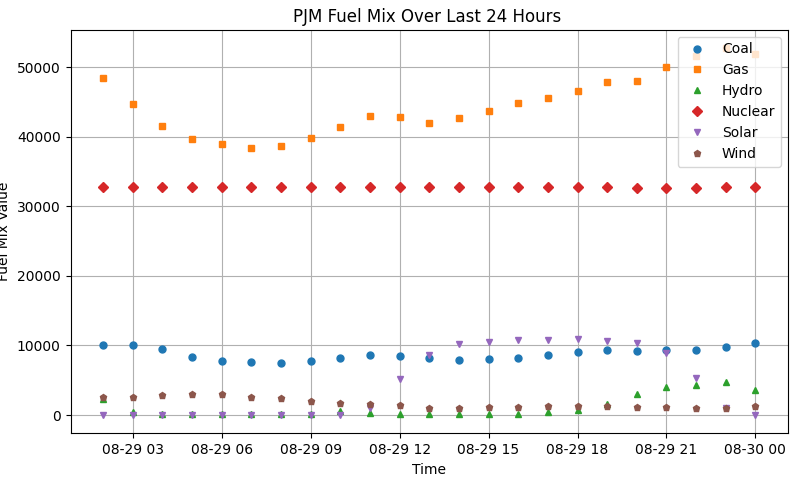 PJM Fuel Mix Over Last 24 Hours
Fuel Mix Value
50000
40000
30000
20000
10000
0
Coal
Gas
Hydro
Nuclear
Solar
Wind
08-29 03 08-29 06 08-29 09 08-29 12 08-29 15 08-29 18 08-29 21 08-30 00
Time